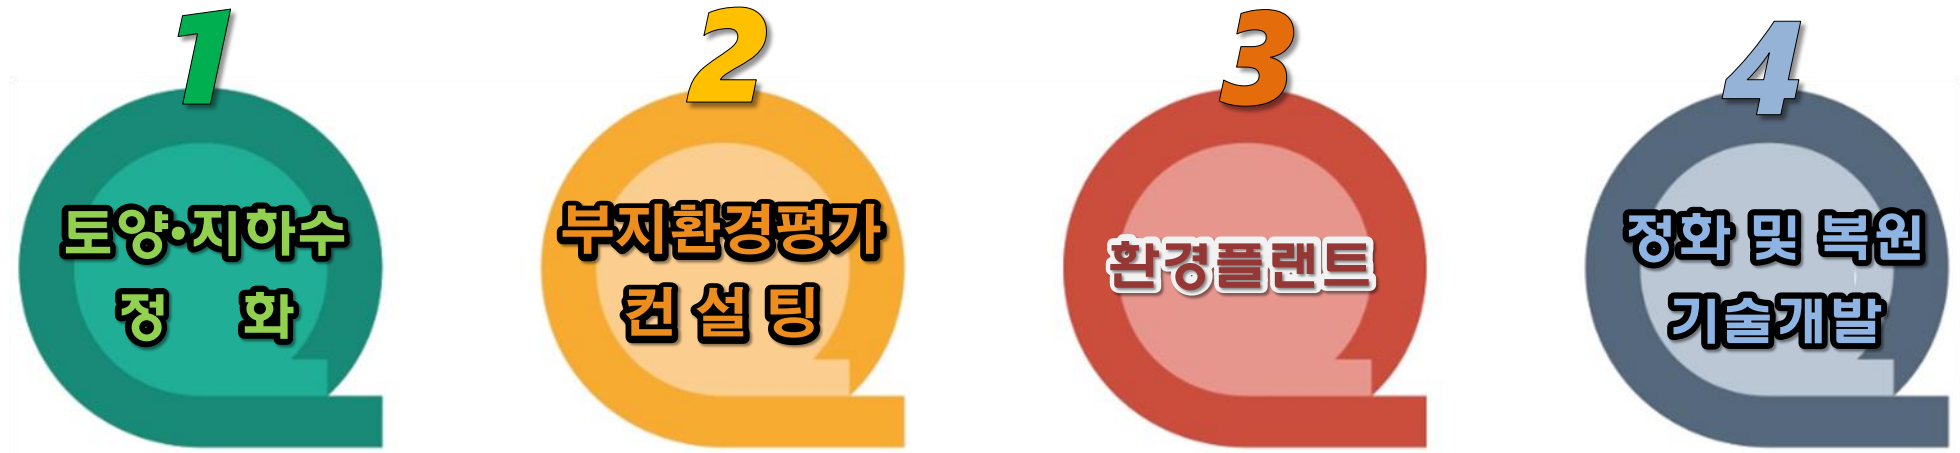 1
토양·지하수
정 화
2
부지환경평가
컨 설 팅
3
환경플랜트
4
정화 및 복원
기술개발